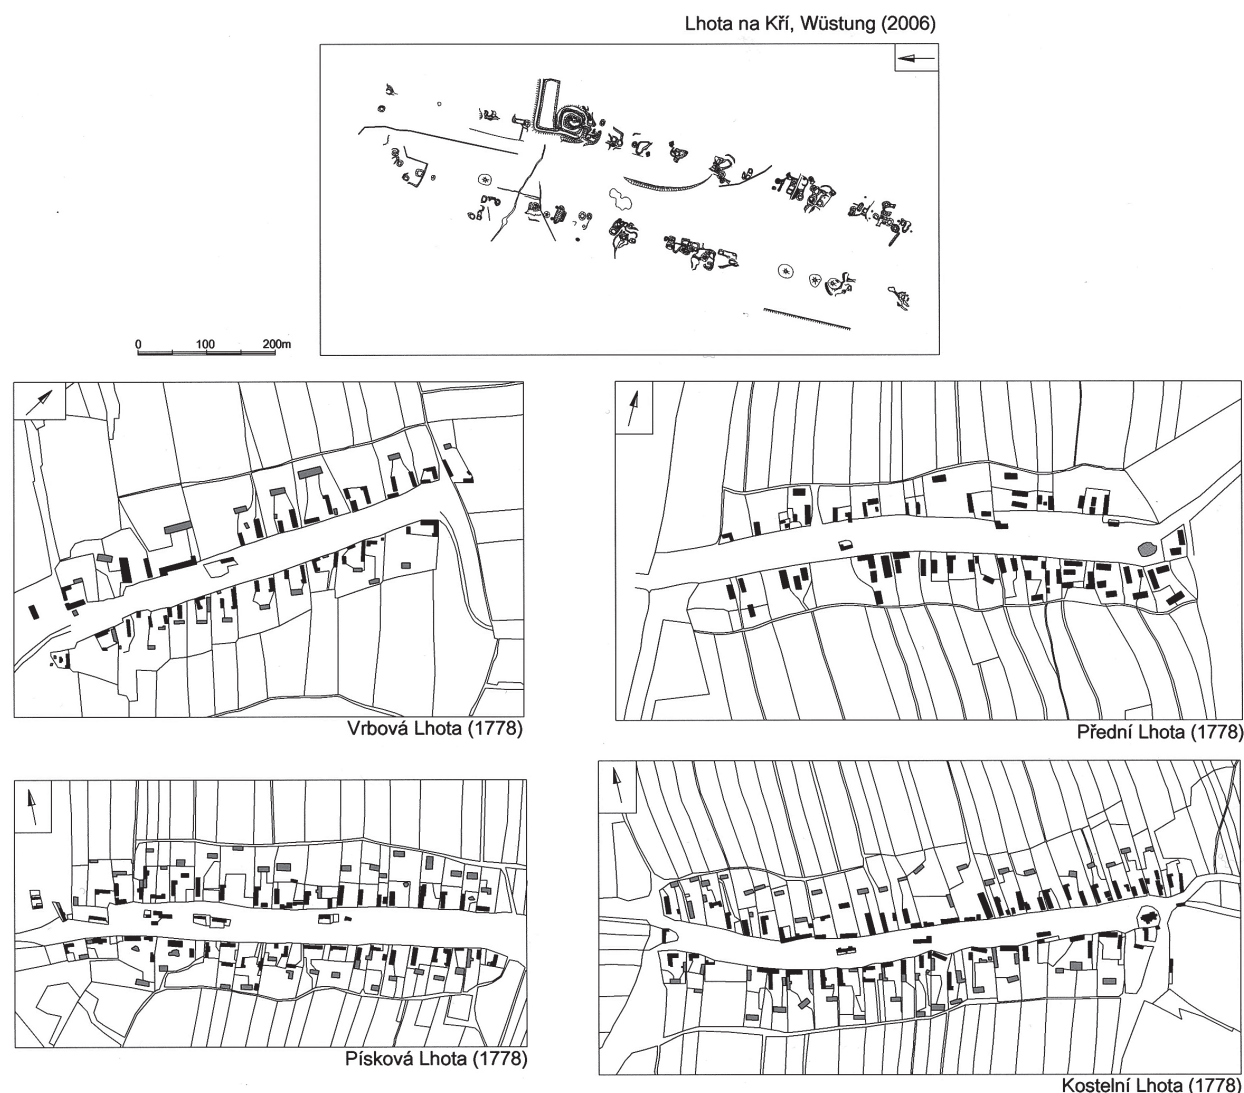 Lhota na Kří, Wüstung (2006)
0 100 200m
Vrbová Lhota (1778)
Přední Lhota (1778)
Písková Lhota (1778)
Kostelní Lhota (1778)